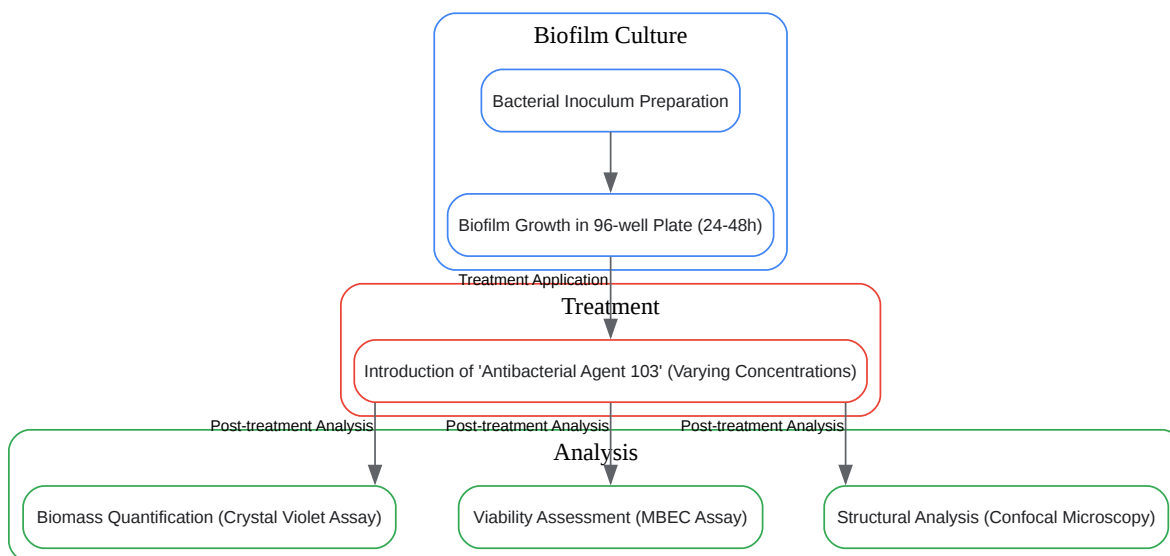 Biofilm Culture
Bacterial Inoculum Preparation
Biofilm Growth in 96-well Plate (24-48h)
Treatment Application
Treatment
Introduction of 'Antibacterial Agent 103' (Varying Concentrations)
Post-treatment Analysis
Post-treatment Analysis
Post-treatment Analysis
Analysis
Biomass Quantification (Crystal Violet Assay)
Viability Assessment (MBEC Assay)
Structural Analysis (Confocal Microscopy)